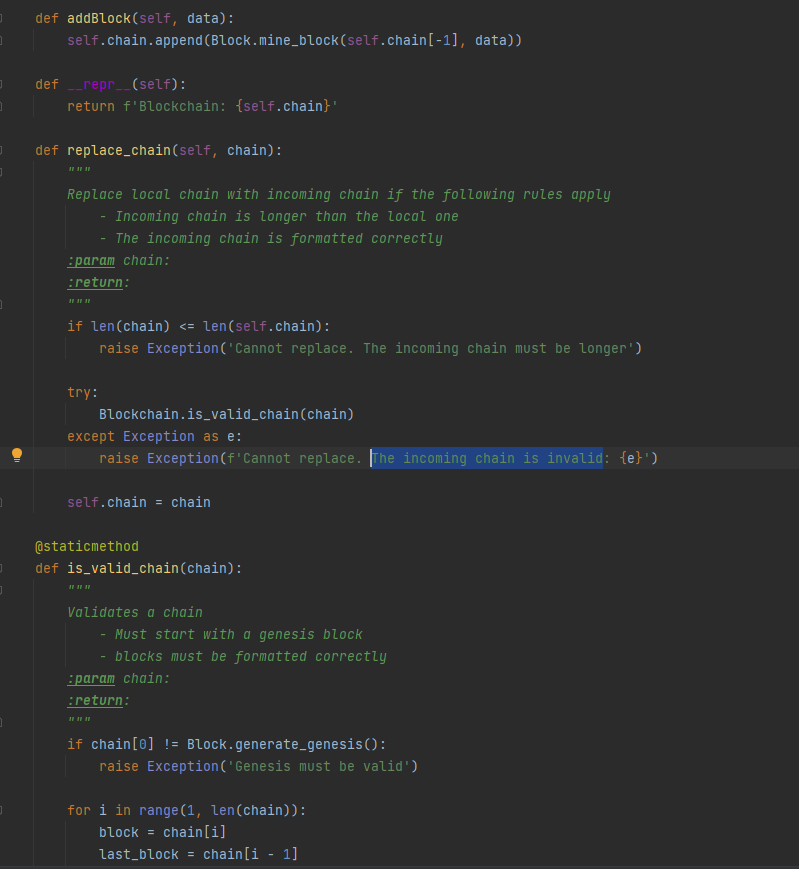 def addBlock(self, data):
    self.chain.append(Block.mine_block(self.chain[-1], data))

def __repr__(self):
    return f'Blockchain: {self.chain}'

def replace_chain(self, chain):
    """
    Replace local chain with incoming chain if the following rules apply
        - Incoming chain is longer than the local one
        - The incoming chain is formatted correctly
    :param chain:
    :return:
    """
    if len(chain) <= len(self.chain):
        raise Exception('Cannot replace. The incoming chain must be longer')

    try:
        Blockchain.is_valid_chain(chain)
    except Exception as e:
        raise Exception(f'Cannot replace. The incoming chain is invalid: {e}')

    self.chain = chain

@staticmethod
def is_valid_chain(chain):
    """
    Validates a chain
        - Must start with a genesis block
        - blocks must be formatted correctly
    :param chain:
    :return:
    """
    if chain[0] != Block.generate_genesis():
        raise Exception('Genesis must be valid')

    for i in range(1, len(chain)):
        block = chain[i]
        last_block = chain[i - 1]